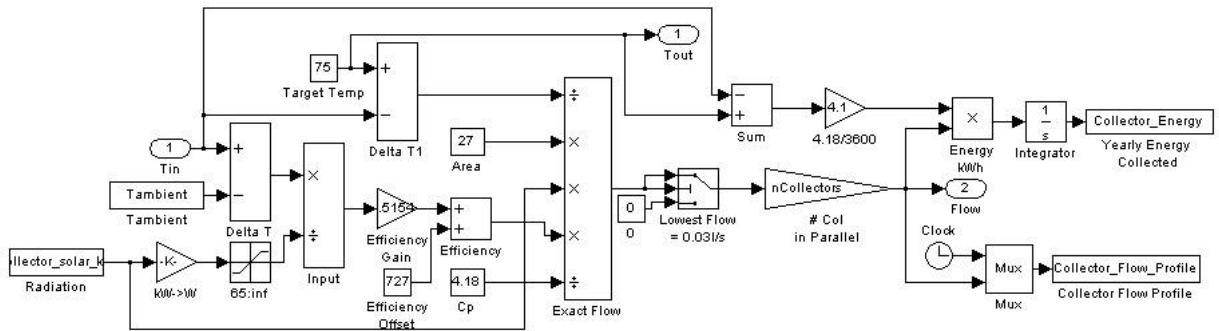 1
Tout
75
Target Temp
+
−
Delta T1
÷
×
×
×
÷
Exact Flow
−
+
Sum
4.1
4.18/3600
×
Energy
kWh
1
s
Integrator
Collector_Energy
Yearly Energy
Collected
1
Tin
Tambient
Tambient
+
−
Delta T
×
÷
Input
27
Area
.5154
Efficiency
Gain
+
+
Efficiency
727
Efficiency
Offset
4.18
Cp
0
0
Lowest Flow
= 0.03l/s
nCollectors
# Col
in Parallel
2
Flow
Clock
Mux
Mux
Collector_Flow_Profile
Collector Flow Profile
llector_solar_k
Radiation
-K-
kW->W
65:inf